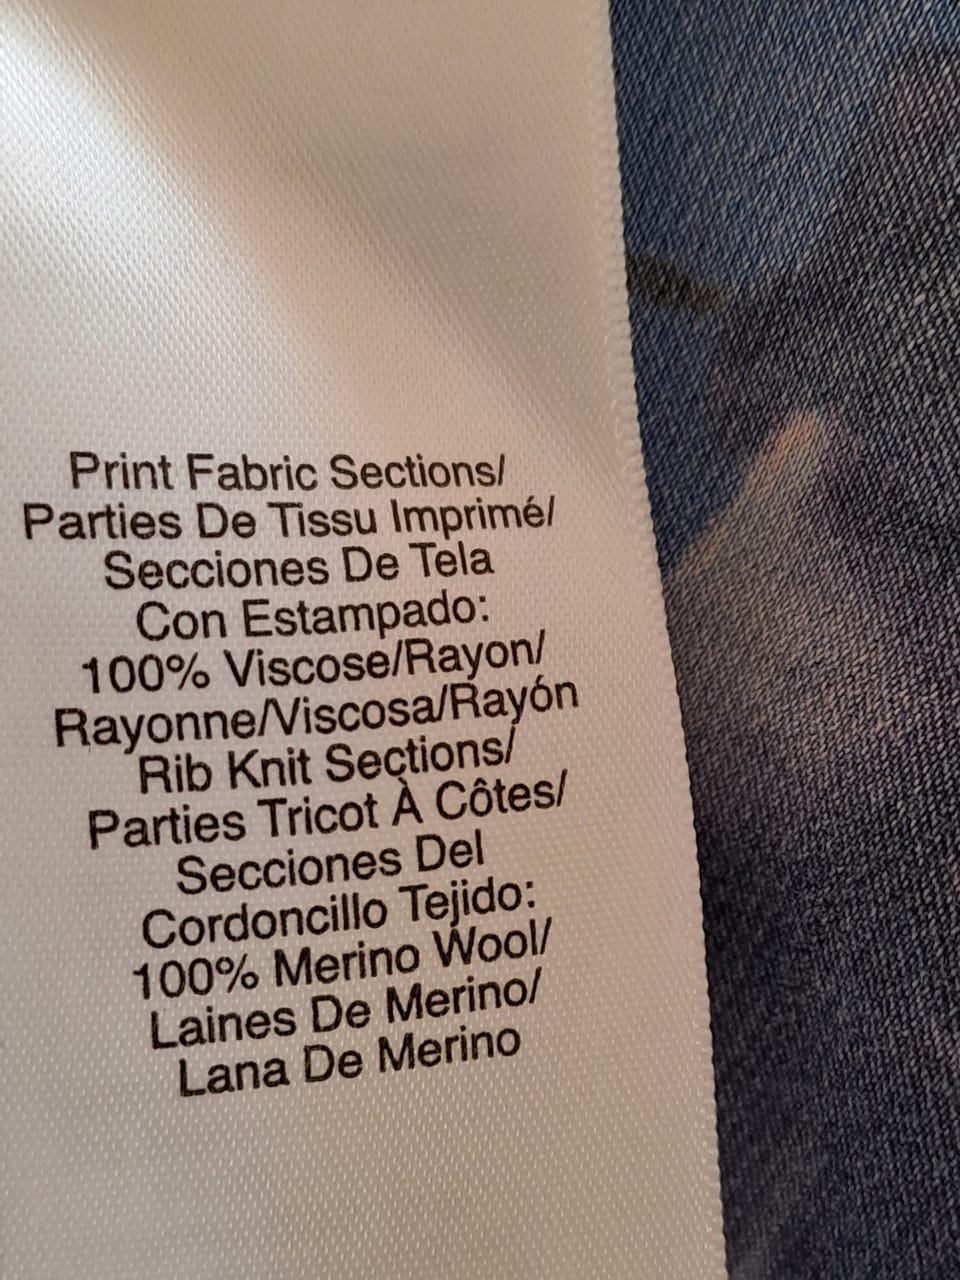 Print Fabric Sections/
Parties De Tissu Imprimé/
Secciones De Tela
Con Estampado:
100% Viscose/Rayon/
Rayonne/Viscosa/Rayón
Rib Knit Sections/
Parties Tricot À Côtes/
Secciones Del
Cordoncillo Tejido:
100% Merino Wool/
Laines De Merino/
Lana De Merino